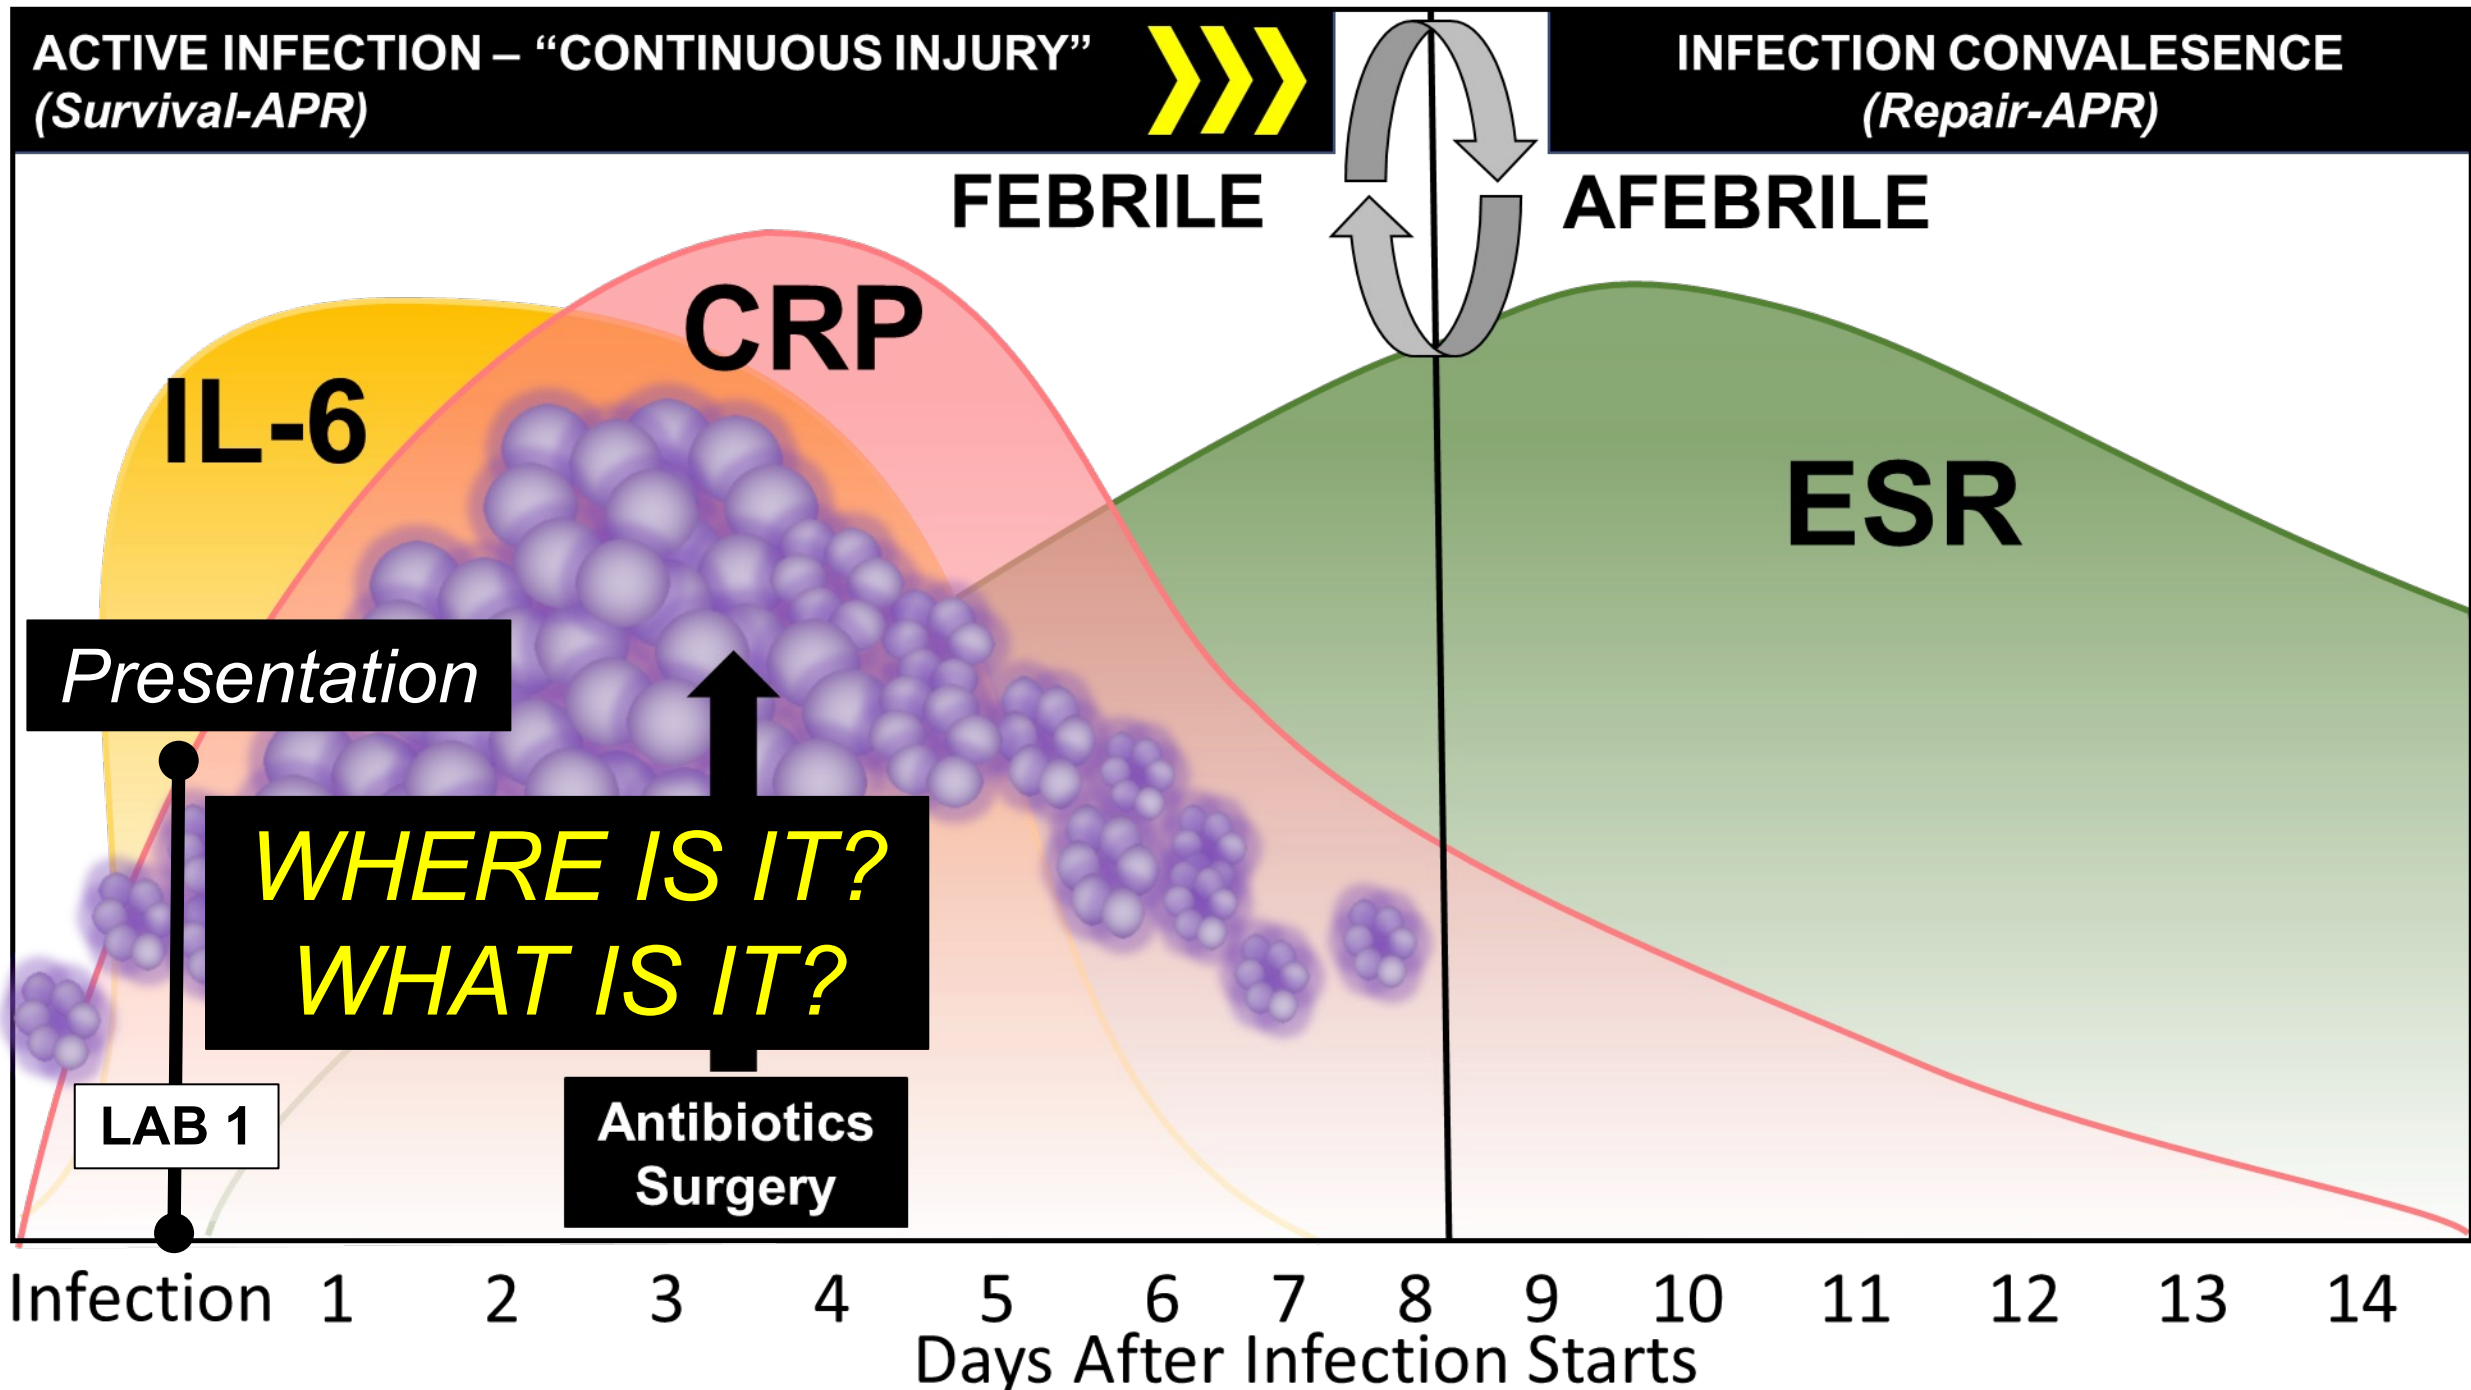 ACTIVE INFECTION – “CONTINUOUS INJURY”
(Survival-APR)
INFECTION CONVALESENCE
(Repair-APR)
FEBRILE
AFEBRILE
CRP
IL-6
ESR
Presentation
WHERE IS IT?
WHAT IS IT?
LAB 1
Antibiotics
Surgery
Infection 1 2 3 4 5 6 7 8 9 10 11 12 13 14
Days After Infection Starts